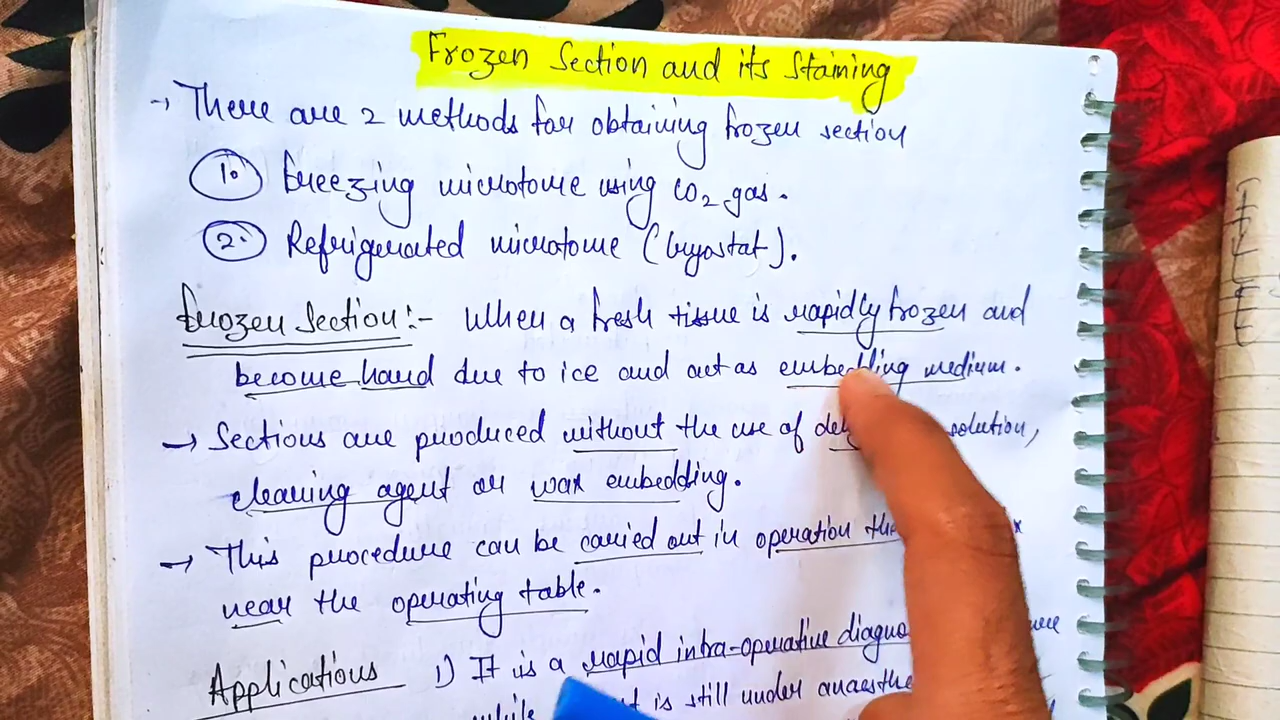 Frozen Section and its Staining
→ There are 2 methods for obtaining frozen section
1. freezing microtome using CO2 gas.
2. Refrigerated microtome (Cryostat).
frozen Section:- When a fresh tissue is rapidly frozen and
become hard due to ice and act as embedding medium.
→ Sections are produced without the use of solution,
clearing agent or wax embedding.
→ This procedure can be carried out in operation
near the operating table.
Applications 1) It is a rapid intra-operative
while is still under